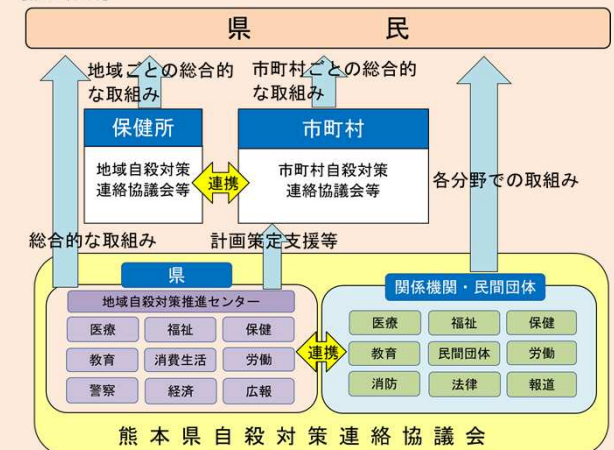 県　民
地域ごとの総合的
な取組み
市町村ごとの総合的
な取組み
保健所
地域自殺対策
連絡協議会等
連携
市町村
市町村自殺対策
連絡協議会等
各分野での取組み
総合的な取組み
計画策定支援等
県
地域自殺対策推進センター
医療
福祉
保健
教育
消費生活
労働
警察
経済
広報
連携
関係機関・民間団体
医療
福祉
保健
教育
民間団体
労働
消防
法律
報道
熊本県自殺対策連絡協議会